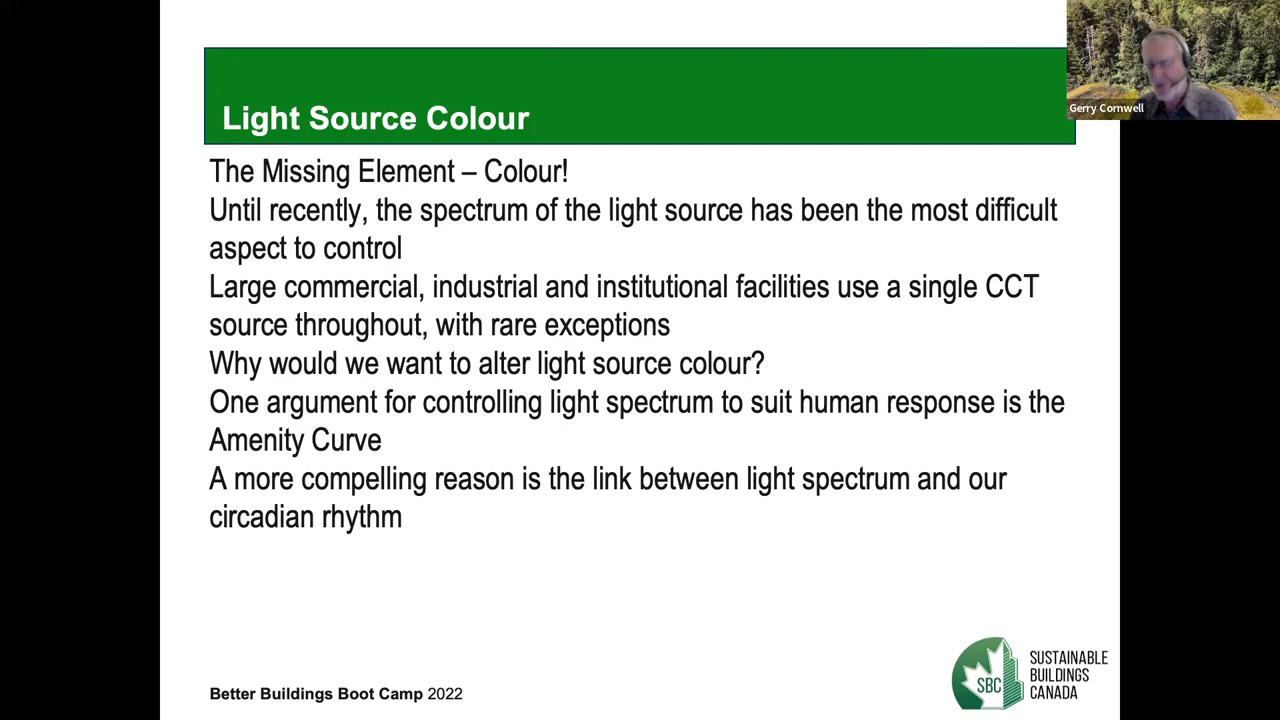 Gerry Cornwell
Light Source Colour
The Missing Element – Colour!
Until recently, the spectrum of the light source has been the most difficult
aspect to control
Large commercial, industrial and institutional facilities use a single CCT
source throughout, with rare exceptions
Why would we want to alter light source colour?
One argument for controlling light spectrum to suit human response is the
Amenity Curve
A more compelling reason is the link between light spectrum and our
circadian rhythm
Better Buildings Boot Camp 2022
SBC
SUSTAINABLE
BUILDINGS
CANADA